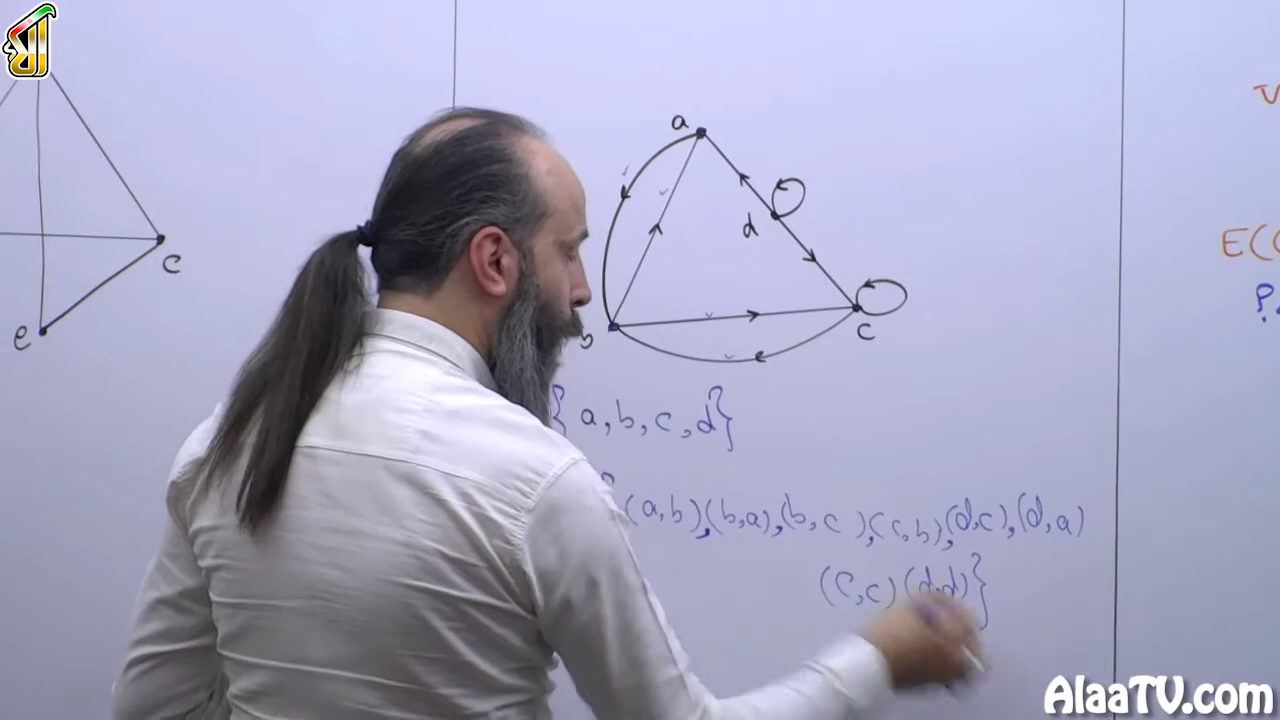 a
d
b
c
c
e
{a,b,c,d}
{(a,b),(b,a),(b,c),(c,b),(d,c),(d,a)
(c,c)(d,d)}
E(
AlaaTV.com